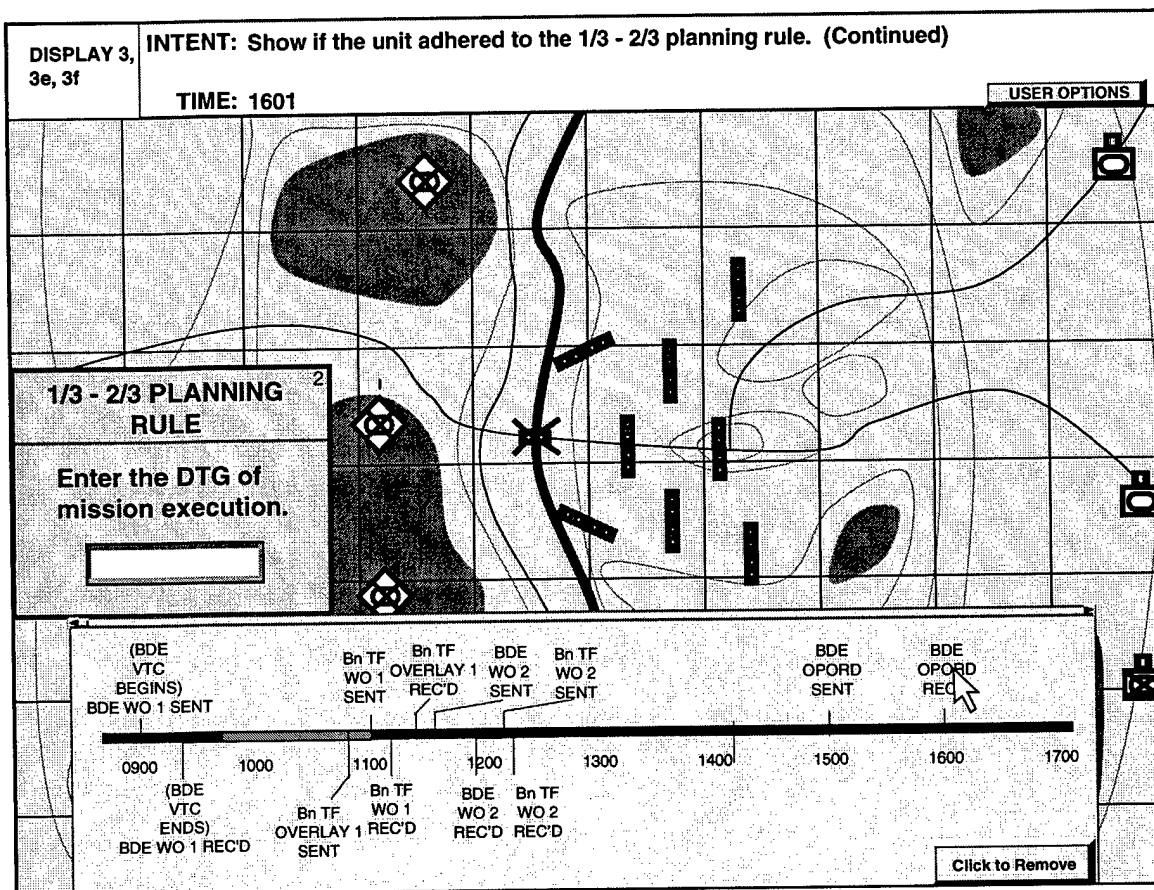 DISPLAY 3,
3e, 3f
INTENT: Show if the unit adhered to the 1/3 - 2/3 planning rule. (Continued)
TIME: 1601
USER OPTIONS
1/3 - 2/3 PLANNING
RULE
2
Enter the DTG of
mission execution.
(BDE
VTC
BEGINS)
BDE WO 1 SENT
Bn TF
WO 1
SENT
Bn TF
OVERLAY 1
REC'D
BDE
WO 2
SENT
Bn TF
WO 2
SENT
BDE
OPORD
SENT
BDE
OPORD
REC
0900 1000 1100 1200 1300 1400 1500 1600 1700
(BDE
VTC
ENDS)
BDE WO 1 REC'D
Bn TF
OVERLAY 1
SENT
Bn TF
WO 1
REC'D
BDE
WO 2
REC'D
Bn TF
WO 2
REC'D
Click to Remove